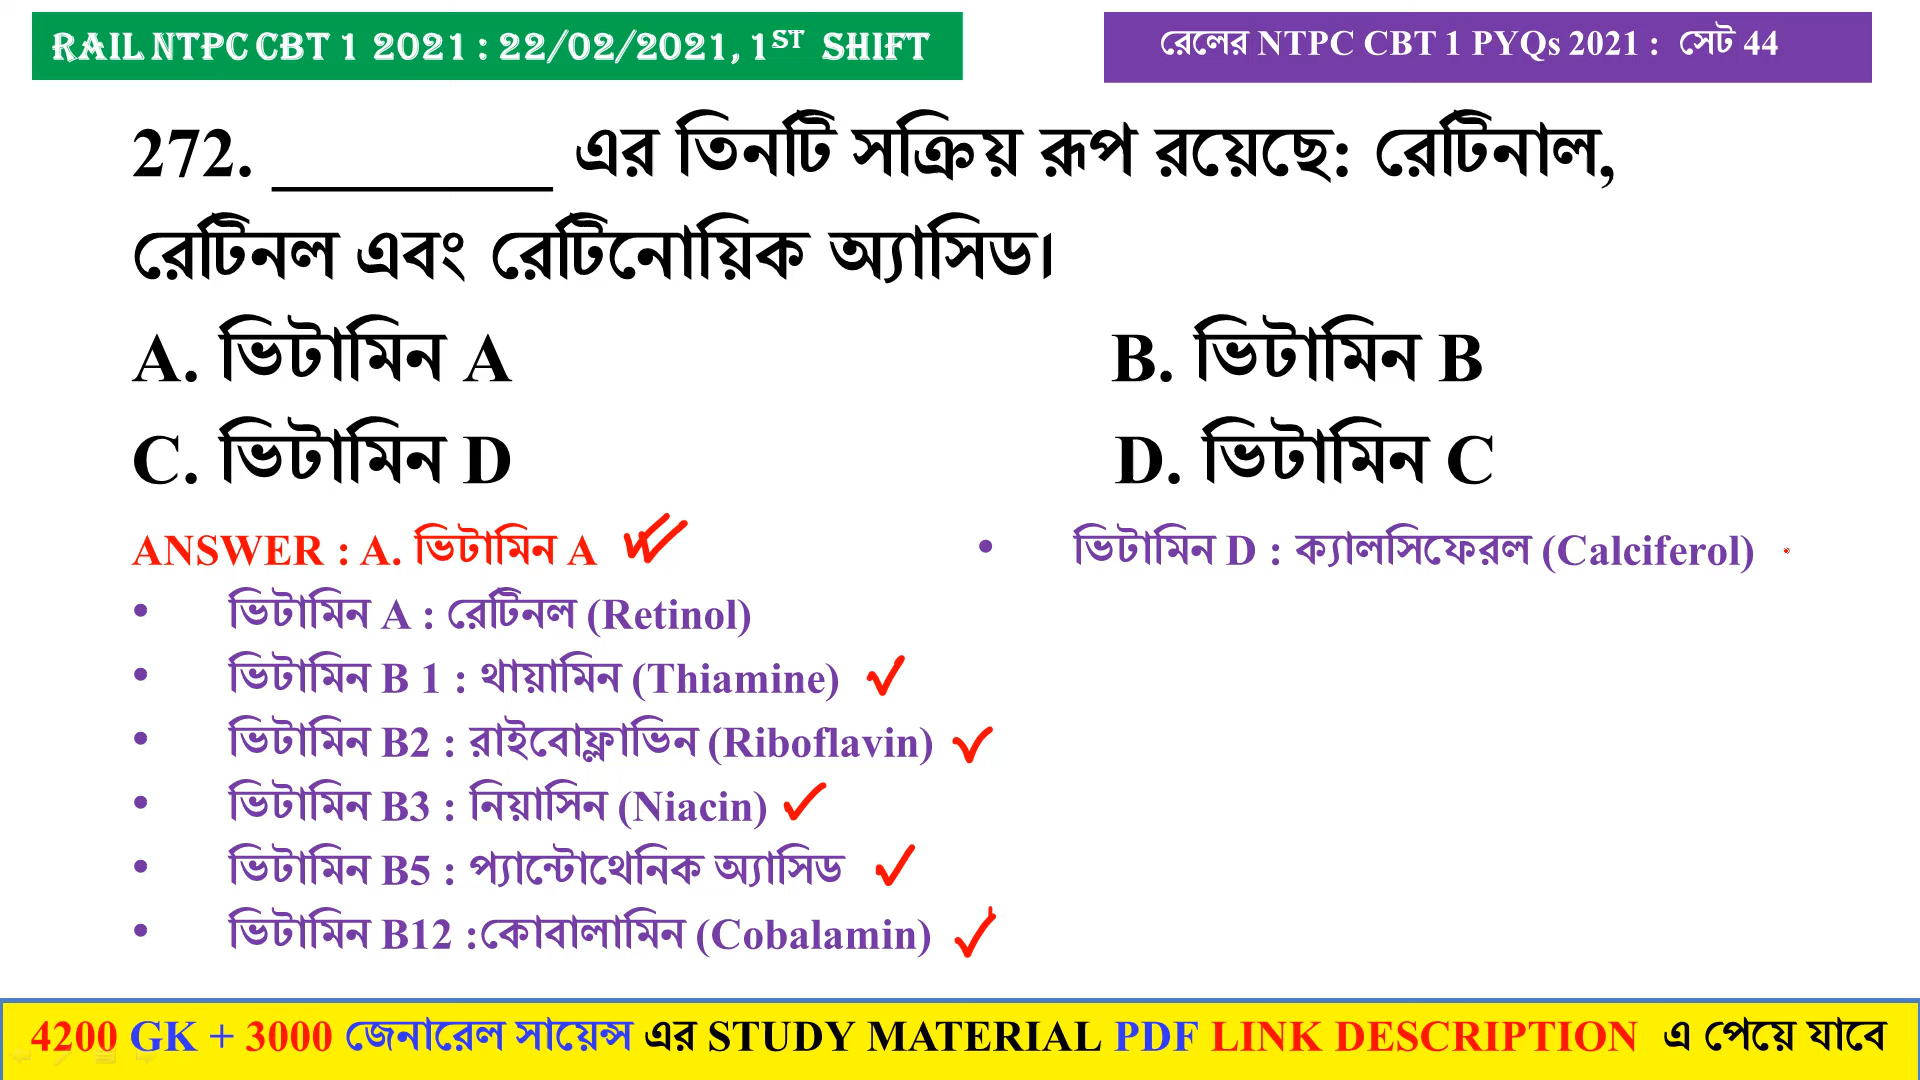 RAIL NTPC CBT 1 2021 : 22/02/2021, 1ST SHIFT
রেলের NTPC CBT 1 PYQs 2021 : সেট 44
272. ________ এর তিনটি সক্রিয় রূপ রয়েছে: রেটিনাল,
রেটিনল এবং রেটিনোয়িক অ্যাসিড।
A. ভিটামিন A
B. ভিটামিন B
C. ভিটামিন D
D. ভিটামিন C
ANSWER : A. ভিটামিন A
• ভিটামিন A : রেটিনল (Retinol)
• ভিটামিন B 1 : থায়ামিন (Thiamine)
• ভিটামিন B2 : রাইবোফ্লাভিন (Riboflavin)
• ভিটামিন B3 : নিয়াসিন (Niacin)
• ভিটামিন B5 : প্যান্টোথেনিক অ্যাসিড
• ভিটামিন B12 :কোবালামিন (Cobalamin)
• ভিটামিন D : ক্যালসিফেরল (Calciferol)
4200 GK + 3000 জেনারেল সায়েন্স এর STUDY MATERIAL PDF LINK DESCRIPTION এ পেয়ে যাবে